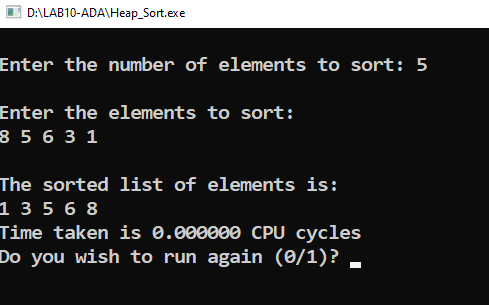 D:\LAB10-ADA\Heap_Sort.exe
Enter the number of elements to sort: 5
Enter the elements to sort:
8 5 6 3 1
The sorted list of elements is:
1 3 5 6 8
Time taken is 0.000000 CPU cycles
Do you wish to run again (0/1)?